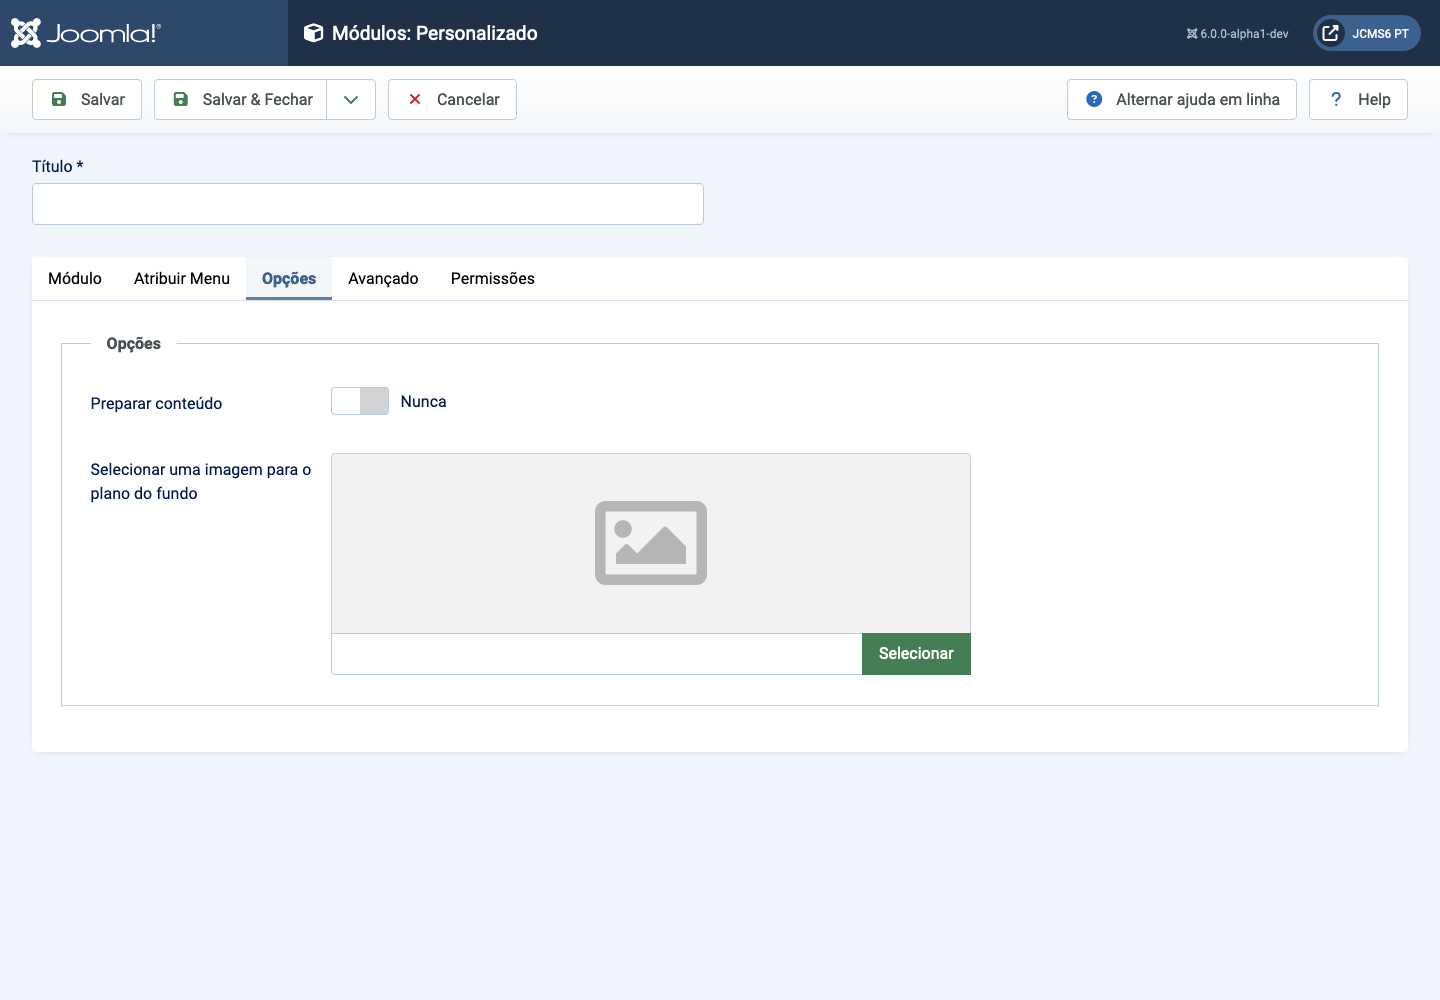 Joomla!®
Módulos: Personalizado
6.0.0-alpha1-dev
JCMS6 PT
Salvar
Salvar & Fechar
Cancelar
Alternar ajuda em linha
Help
Título *
Módulo
Atribuir Menu
Opções
Avançado
Permissões
Opções
Preparar conteúdo
Nunca
Selecionar uma imagem para o
plano do fundo
Selecionar